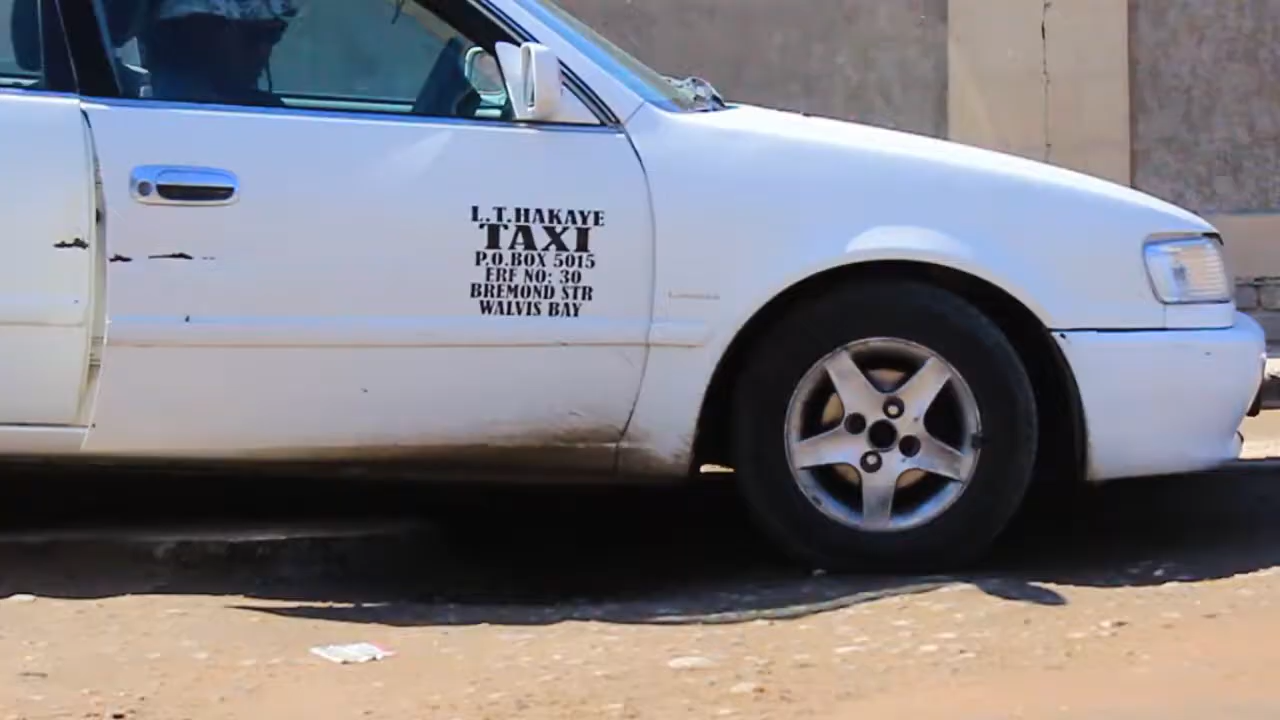 L.T.HAKAYE
TAXI
P.O.BOX 5015
ERF NO: 30
BREMOND STR
WALVIS BAY